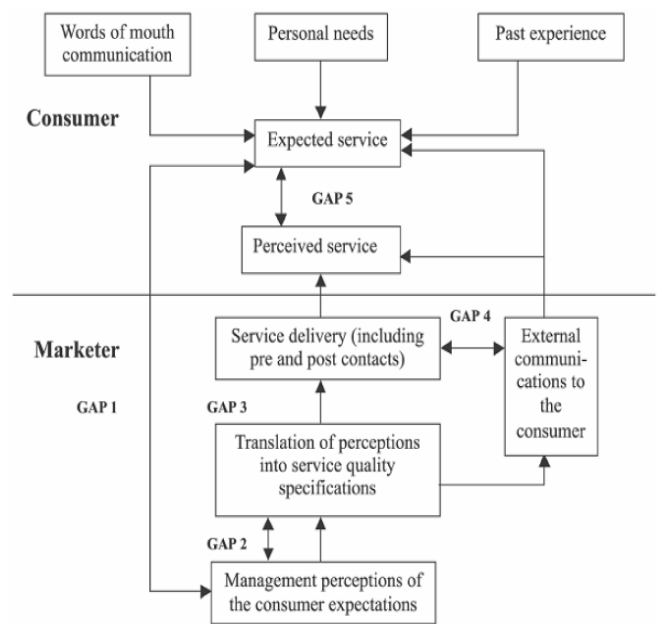 Words of mouth
communication
Personal needs
Past experience
Consumer
Expected service
GAP 5
Perceived service
Marketer
Service delivery (including
pre and post contacts)
GAP 4
External
communi-
cations to
the
consumer
GAP 1
GAP 3
Translation of perceptions
into service quality
specifications
GAP 2
Management perceptions of
the consumer expectations